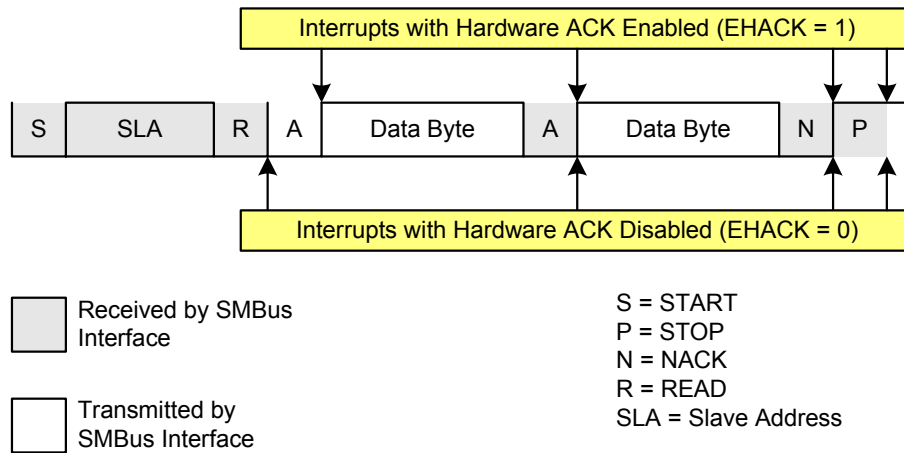 Interrupts with Hardware ACK Enabled (EHACK = 1)
S SLA R A Data Byte A Data Byte N P
Interrupts with Hardware ACK Disabled (EHACK = 0)
Received by SMBus
Interface
Transmitted by
SMBus Interface
S = START
P = STOP
N = NACK
R = READ
SLA = Slave Address